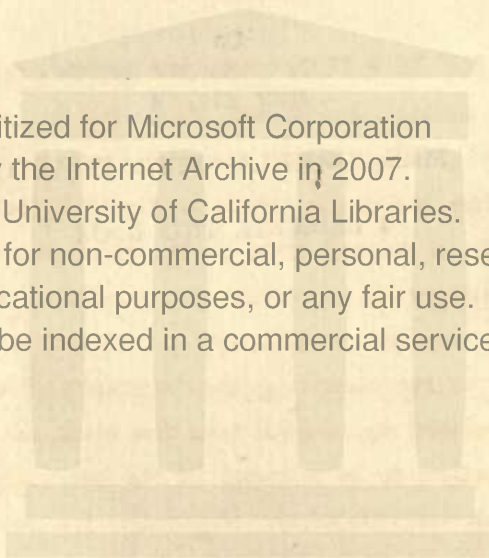 itized for Microsoft Corporation
the Internet Archive in 2007.
University of California Libraries.
for non-commercial, personal, rese
cational purposes, or any fair use.
be indexed in a commercial service